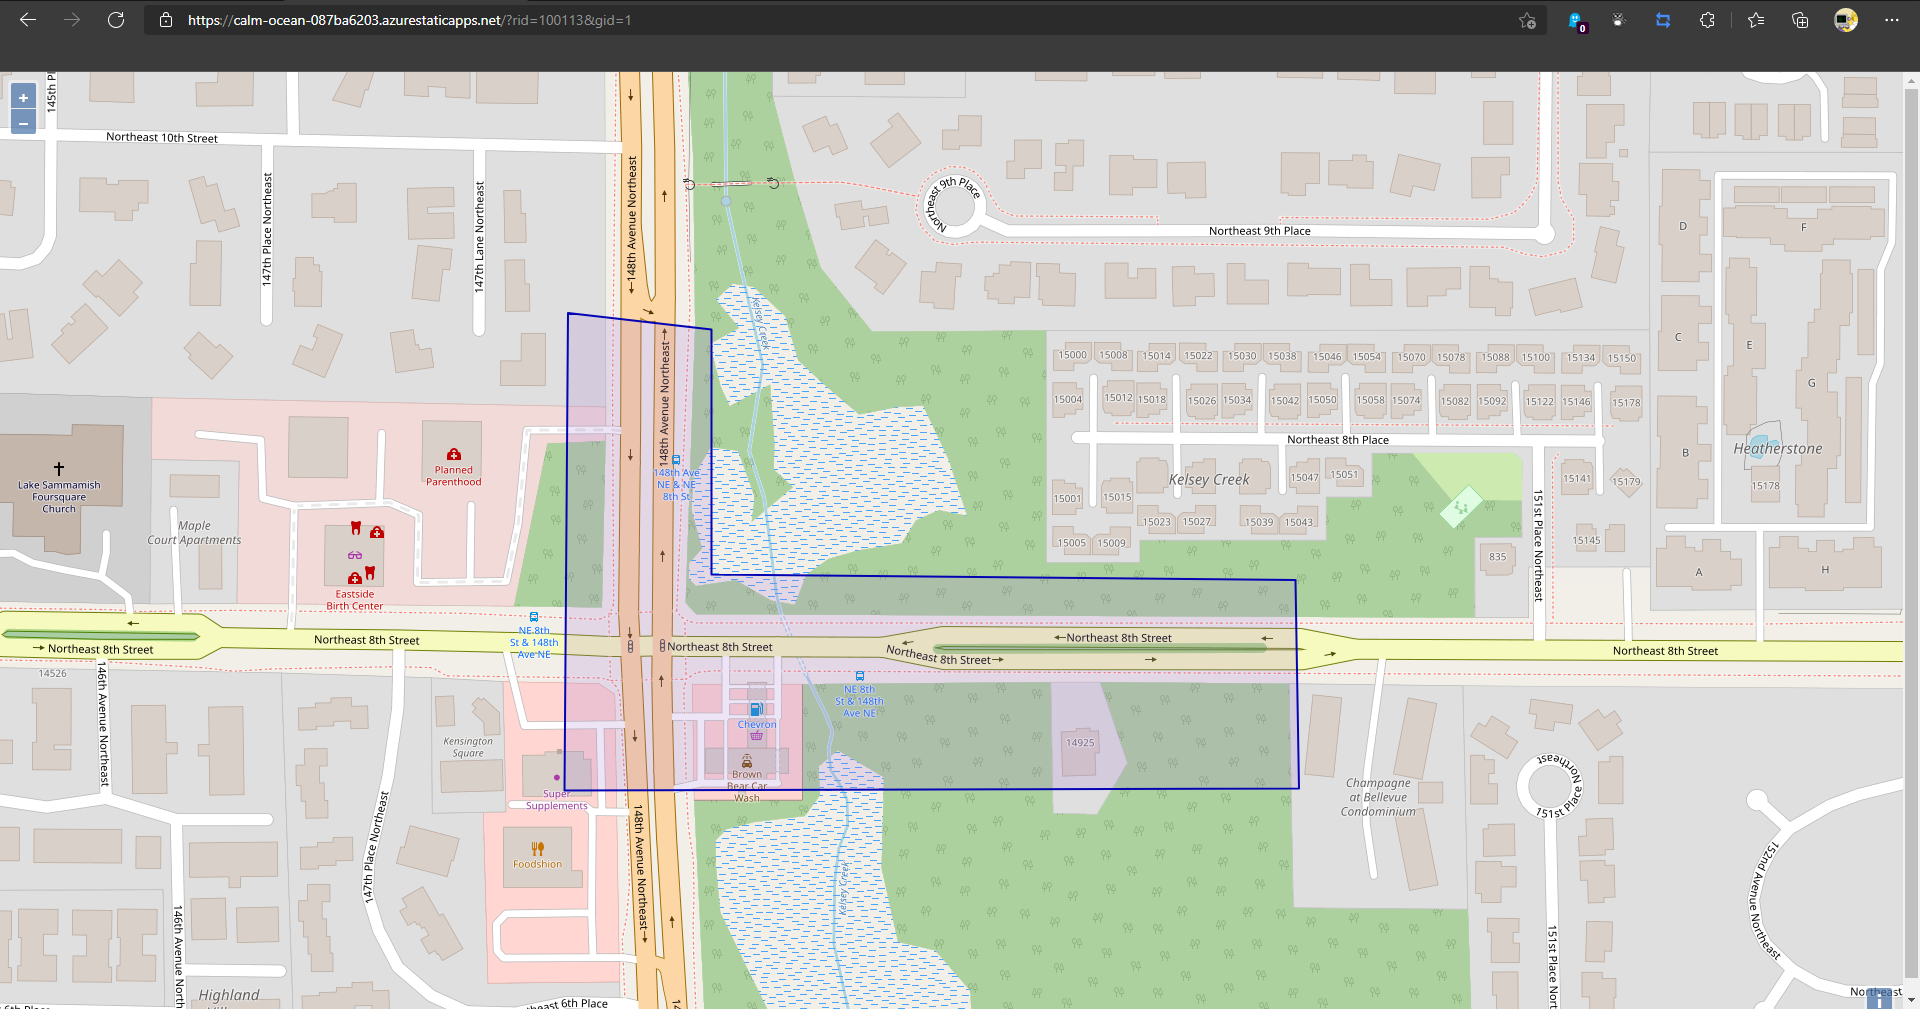 https://calm-ocean-087ba6203.azurestaticapps.net/?rid=100113&gid=1
0
+
−
145th Pl
Northeast 10th Street
147th Place Northeast
147th Lane Northeast
←148th Avenue Northeast
148th Avenue Northeast→
Kelsey Creek
Northeast 9th Place
Northeast 9th Place
D
F
C
E
G
B
Heatherstone
15178
A
H
15000
15008
15014
15022
15030
15038
15046
15054
15070
15078
15088
15100
15134
15150
15004
15012
15018
15026
15034
15042
15050
15058
15074
15082
15092
15122
15146
15178
Northeast 8th Place
Kelsey Creek
15001
15015
15047
15051
15023
15027
15039
15043
15005
15009
15141
15179
15145
835
151st Place Northeast
Lake Sammamish
Foursquare
Church
Maple
Court Apartments
Planned
Parenthood
Eastside
Birth Center
148th Ave
NE & NE
8th St
NE 8th
St & 148th
Ave NE
Northeast 8th Street
Northeast 8th Street
Northeast 8th Street
←Northeast 8th Street
Northeast 8th Street→
Northeast 8th Street
14526
146th Avenue Northeast
Kensington
Square
Chevron
Brown
Bear Car
Wash
NE 8th
St & 148th
Ave NE
14925
Super
Supplements
Foodshion
147th Place Northeast
148th Avenue Northeast→
Kelsey Creek
Champagne
at Bellevue
Condominium
151st Place Northeast
151st Place Nort
152nd Avenue Northeast
146th Avenue North
Highland
heast 6th Place
14
Northeast
i